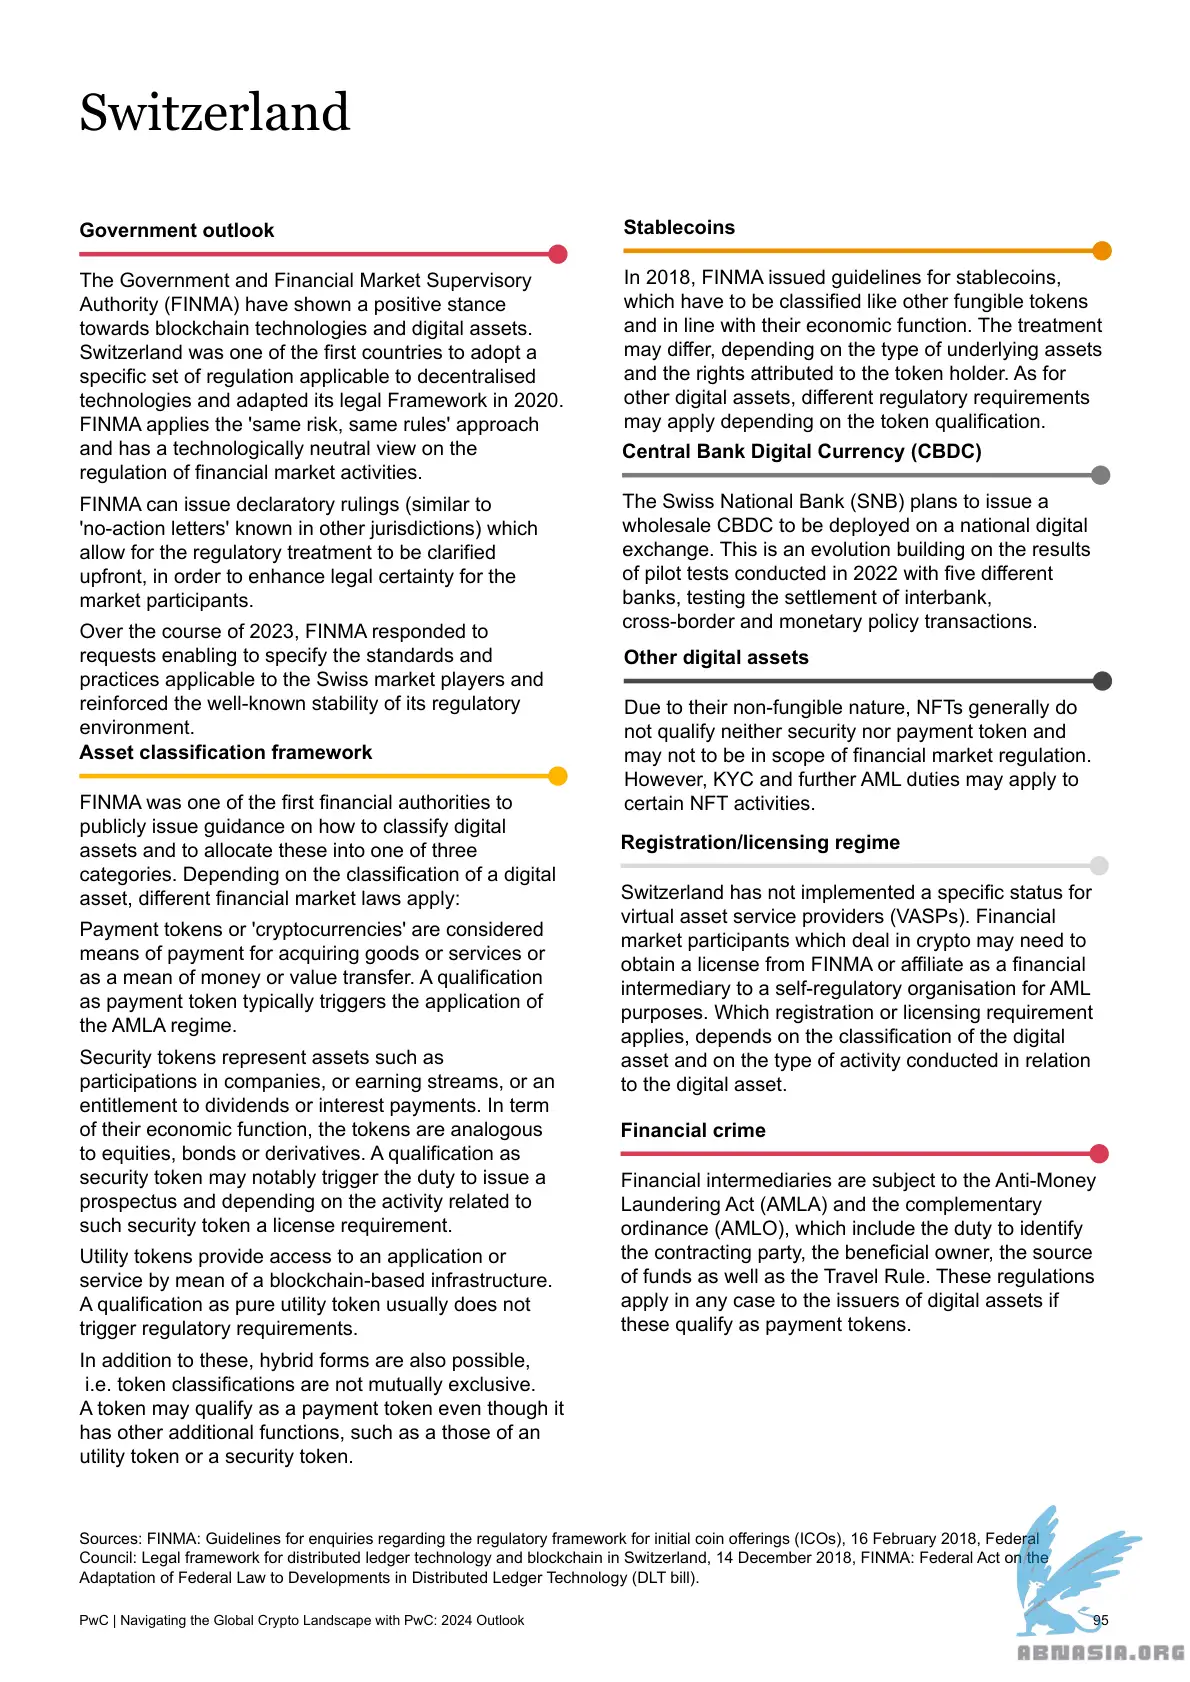 Switzerland
Government outlook
The Government and Financial Market Supervisory
Authority (FINMA) have shown a positive stance
towards blockchain technologies and digital assets.
Switzerland was one of the first countries to adopt a
specific set of regulation applicable to decentralised
technologies and adapted its legal Framework in 2020.
FINMA applies the 'same risk, same rules' approach
and has a technologically neutral view on the
regulation of financial market activities.
FINMA can issue declaratory rulings (similar to
'no-action letters' known in other jurisdictions) which
allow for the regulatory treatment to be clarified
upfront, in order to enhance legal certainty for the
market participants.
Over the course of 2023, FINMA responded to
requests enabling to specify the standards and
practices applicable to the Swiss market players and
reinforced the well-known stability of its regulatory
environment.
Asset classification framework
FINMA was one of the first financial authorities to
publicly issue guidance on how to classify digital
assets and to allocate these into one of three
categories. Depending on the classification of a digital
asset, different financial market laws apply:
Payment tokens or 'cryptocurrencies' are considered
means of payment for acquiring goods or services or
as a mean of money or value transfer. A qualification
as payment token typically triggers the application of
the AMLA regime.
Security tokens represent assets such as
participations in companies, or earning streams, or an
entitlement to dividends or interest payments. In term
of their economic function, the tokens are analogous
to equities, bonds or derivatives. A qualification as
security token may notably trigger the duty to issue a
prospectus and depending on the activity related to
such security token a license requirement.
Utility tokens provide access to an application or
service by mean of a blockchain-based infrastructure.
A qualification as pure utility token usually does not
trigger regulatory requirements.
In addition to these, hybrid forms are also possible,
i.e. token classifications are not mutually exclusive.
A token may qualify as a payment token even though it
has other additional functions, such as a those of an
utility token or a security token.
Stablecoins
In 2018, FINMA issued guidelines for stablecoins,
which have to be classified like other fungible tokens
and in line with their economic function. The treatment
may differ, depending on the type of underlying assets
and the rights attributed to the token holder. As for
other digital assets, different regulatory requirements
may apply depending on the token qualification.
Central Bank Digital Currency (CBDC)
The Swiss National Bank (SNB) plans to issue a
wholesale CBDC to be deployed on a national digital
exchange. This is an evolution building on the results
of pilot tests conducted in 2022 with five different
banks, testing the settlement of interbank,
cross-border and monetary policy transactions.
Other digital assets
Due to their non-fungible nature, NFTs generally do
not qualify neither security nor payment token and
may not to be in scope of financial market regulation.
However, KYC and further AML duties may apply to
certain NFT activities.
Registration/licensing regime
Switzerland has not implemented a specific status for
virtual asset service providers (VASPs). Financial
market participants which deal in crypto may need to
obtain a license from FINMA or affiliate as a financial
intermediary to a self-regulatory organisation for AML
purposes. Which registration or licensing requirement
applies, depends on the classification of the digital
asset and on the type of activity conducted in relation
to the digital asset.
Financial crime
Financial intermediaries are subject to the Anti-Money
Laundering Act (AMLA) and the complementary
ordinance (AMLO), which include the duty to identify
the contracting party, the beneficial owner, the source
of funds as well as the Travel Rule. These regulations
apply in any case to the issuers of digital assets if
these qualify as payment tokens.
Sources: FINMA: Guidelines for enquiries regarding the regulatory framework for initial coin offerings (ICOs), 16 February 2018, Federal
Council: Legal framework for distributed ledger technology and blockchain in Switzerland, 14 December 2018, FINMA: Federal Act on the
Adaptation of Federal Law to Developments in Distributed Ledger Technology (DLT bill).
PwC | Navigating the Global Crypto Landscape with PwC: 2024 Outlook
95
ABNASIA.ORG